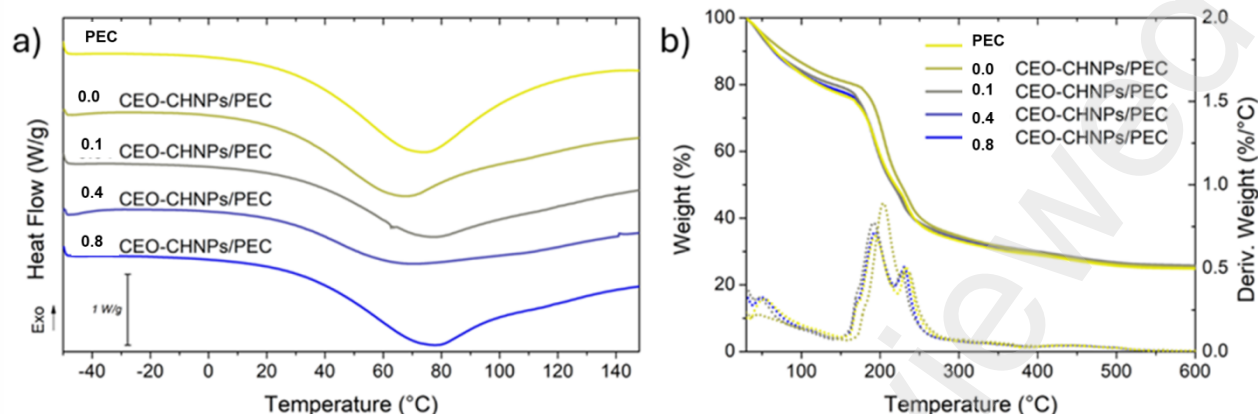 a)
PEC
0.0 CEO-CHNPs/PEC
0.1 CEO-CHNPs/PEC
0.4 CEO-CHNPs/PEC
0.8 CEO-CHNPs/PEC
Heat Flow (W/g)
Exo
1 W/g
-40 -20 0 20 40 60 80 100 120 140
Temperature (°C)
b)
PEC
0.0 CEO-CHNPs/PEC
0.1 CEO-CHNPs/PEC
0.4 CEO-CHNPs/PEC
0.8 CEO-CHNPs/PEC
Weight (%)
100
80
60
40
20
0
Deriv. Weight (%/°C)
2.0
1.5
1.0
0.5
0.0
100 200 300 400 500 600
Temperature (°C)
viewed